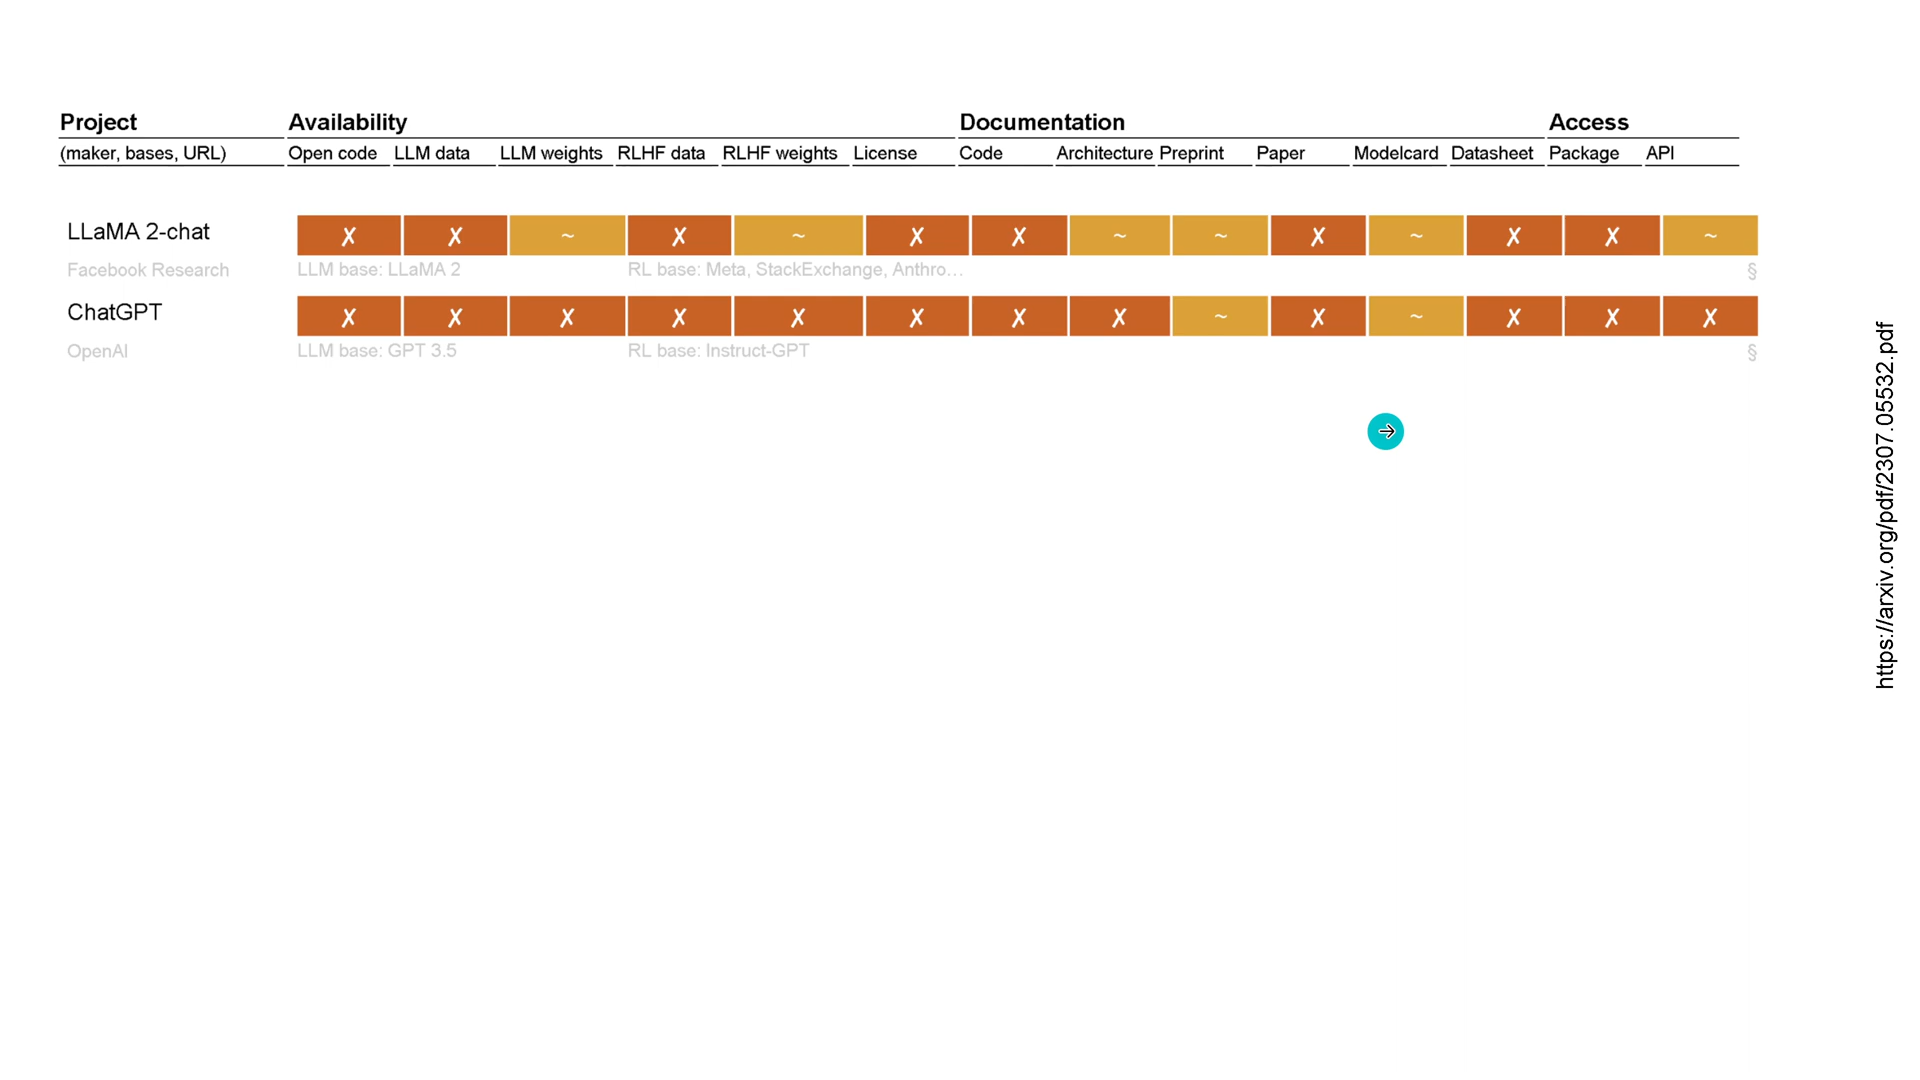 Project Availability Documentation Access
(maker, bases, URL) Open code LLM data LLM weights RLHF data RLHF weights License Code Architecture Preprint Paper Modelcard Datasheet Package API
LLaMA 2-chat ✗ ✗ ~ ✗ ~ ✗ ✗ ~ ~ ✗ ~ ✗ ✗ ~
Facebook Research LLM base: LLaMA 2 RL base: Meta, StackExchange, Anthro… §
ChatGPT ✗ ✗ ✗ ✗ ✗ ✗ ✗ ✗ ~ ✗ ~ ✗ ✗ ✗
OpenAI LLM base: GPT 3.5 RL base: Instruct-GPT §
https://arxiv.org/pdf/2307.05532.pdf